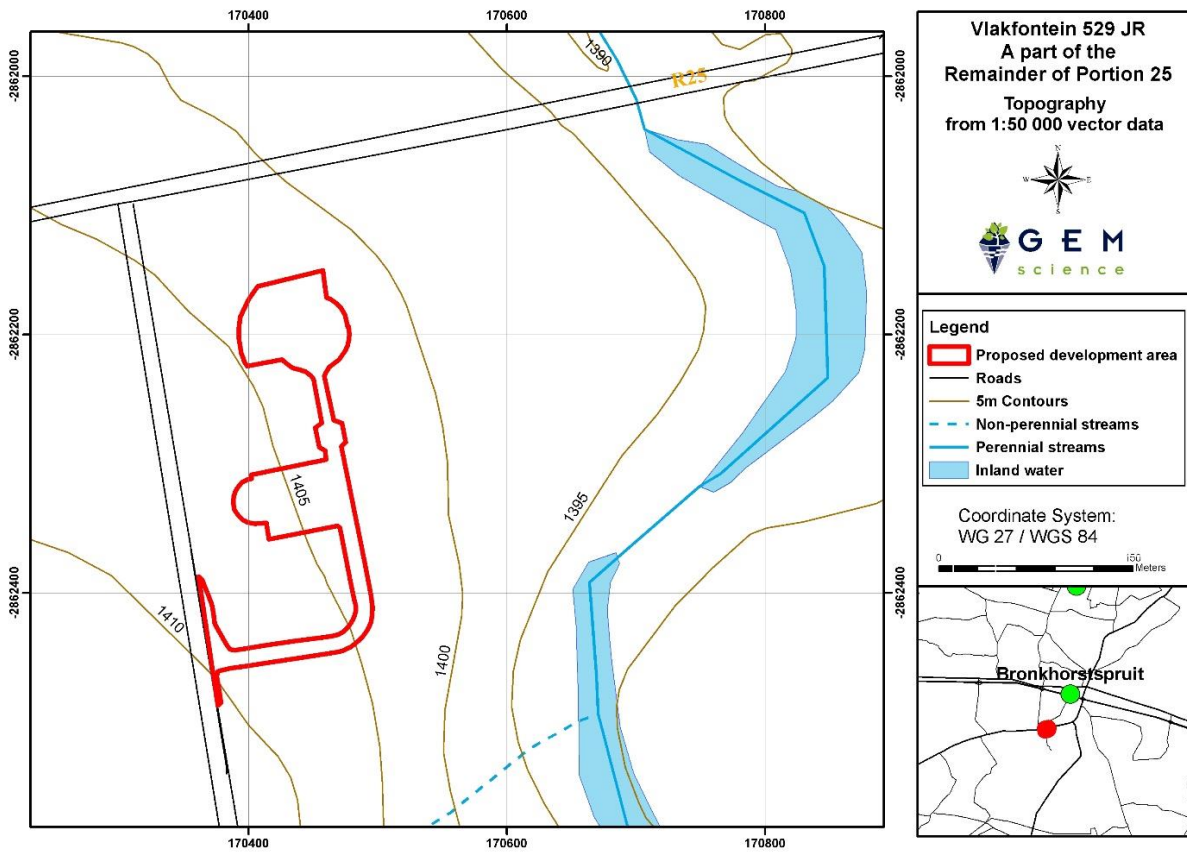 170400
170600
170800
-2862000
-2862200
-2862400
-2862000
-2862200
-2862400
170400
170600
170800
1390
R25
1405
1395
1410
1400
Vlakfontein 529 JR
A part of the
Remainder of Portion 25
Topography
from 1:50 000 vector data
N
W
E
S
GEM
science
Legend
Proposed development area
Roads
5m Contours
Non-perennial streams
Perennial streams
Inland water
Coordinate System:
WG 27 / WGS 84
0
150
Meters
Bronkhorstspruit